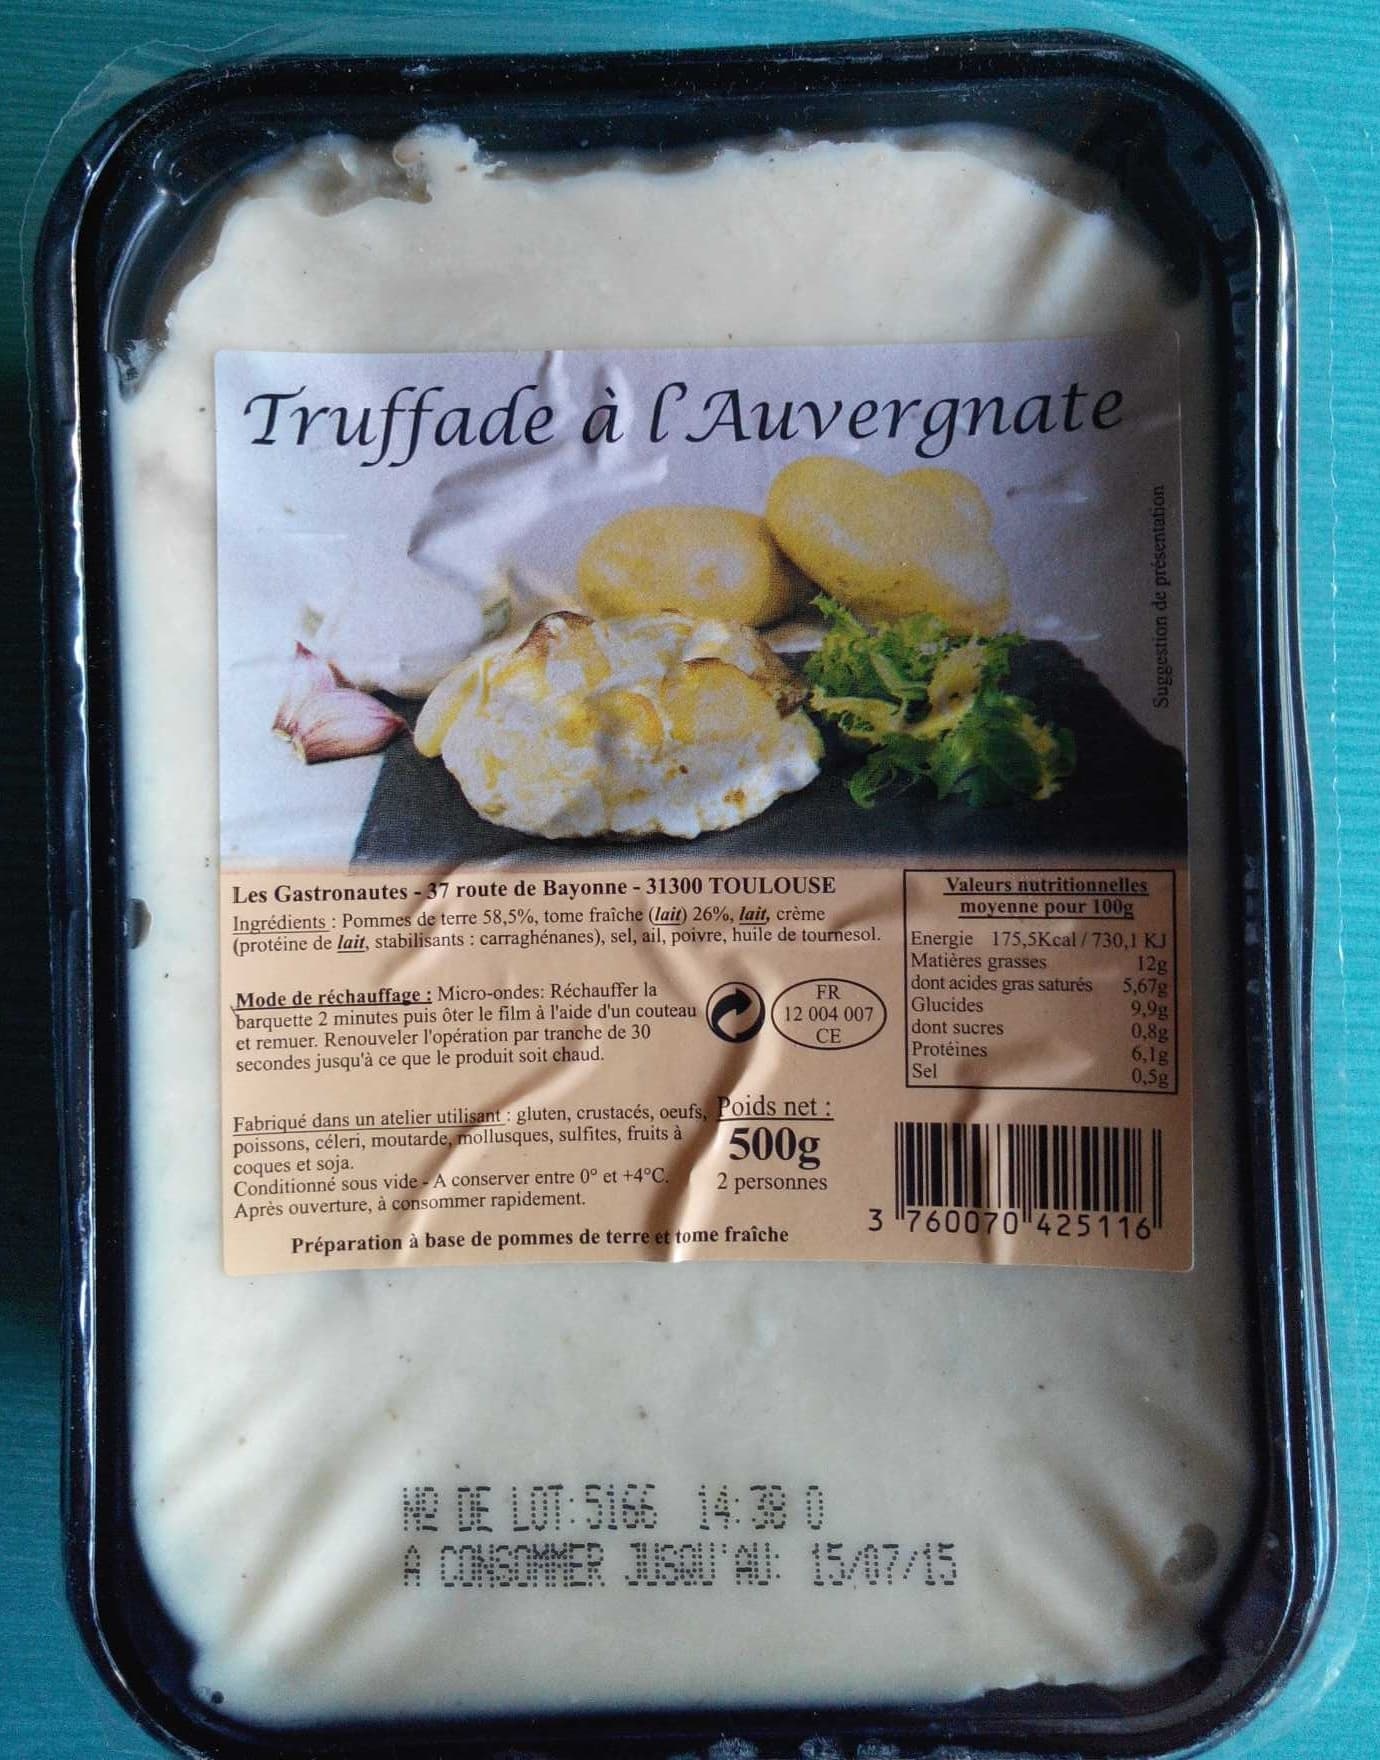 Truffade à l'Auvergnate
Suggestion de présentation
Les Gastronautes - 37 route de Bayonne - 31300 TOULOUSE
Ingrédients : Pommes de terre 58,5%, tome fraîche (lait) 26%, lait, crème
(protéine de lait, stabilisants : carraghénanes), sel, ail, poivre, huile de tournesol.
Mode de réchauffage : Micro-ondes: Réchauffer la
barquette 2 minutes puis ôter le film à l'aide d'un couteau
et remuer. Renouveler l'opération par tranche de 30
secondes jusqu'à ce que le produit soit chaud.
FR
12 004 007
CE
Valeurs nutritionnelles
moyenne pour 100g
Energie 175,5Kcal / 730,1 KJ
Matières grasses 12g
dont acides gras saturés 5,67g
Glucides 9,9g
dont sucres 0,8g
Protéines 6,1g
Sel 0,5g
Fabriqué dans un atelier utilisant : gluten, crustacés, oeufs,
poissons, céleri, moutarde, mollusques, sulfites, fruits à
coques et soja.
Conditionné sous vide - A conserver entre 0° et +4°C.
Après ouverture, à consommer rapidement.
Poids net :
500g
2 personnes
Préparation à base de pommes de terre et tome fraîche
3 760070 425116
Nº DE LOT: 5166 14:38 0
A CONSOMMER JUSQU'AU: 15/07/15